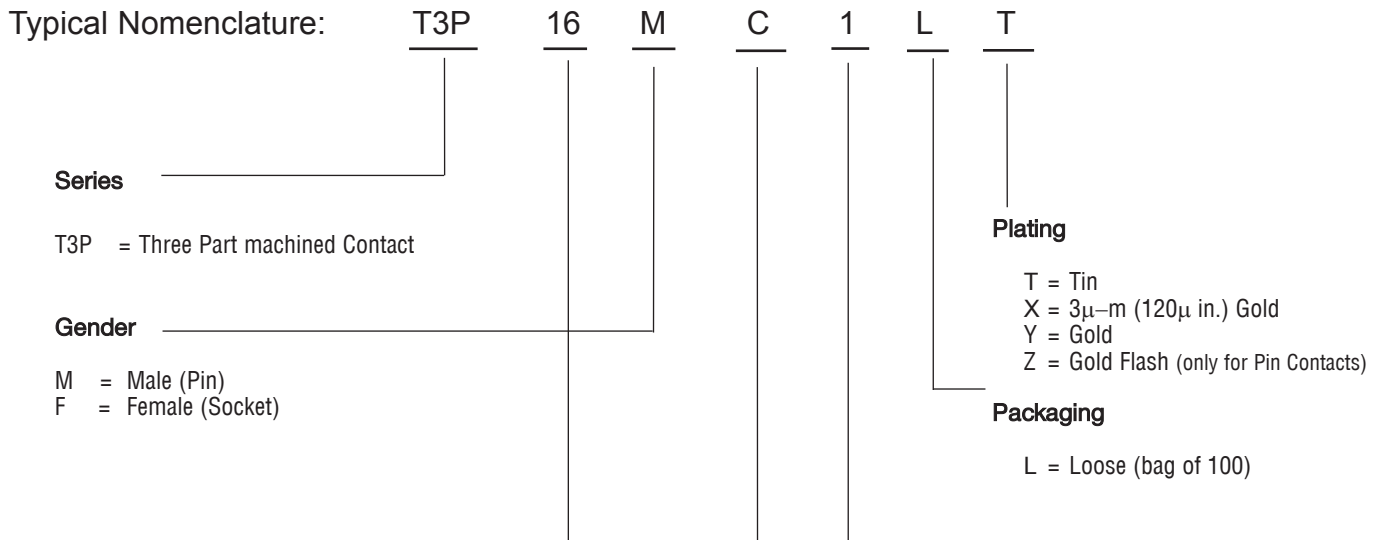 Typical Nomenclature: T3P 16 M C 1 L T
Series
T3P = Three Part machined Contact
Gender
M = Male (Pin)
F = Female (Socket)
Plating
T = Tin
X = 3μ–m (120μ in.) Gold
Y = Gold
Z = Gold Flash (only for Pin Contacts)
Packaging
L = Loose (bag of 100)